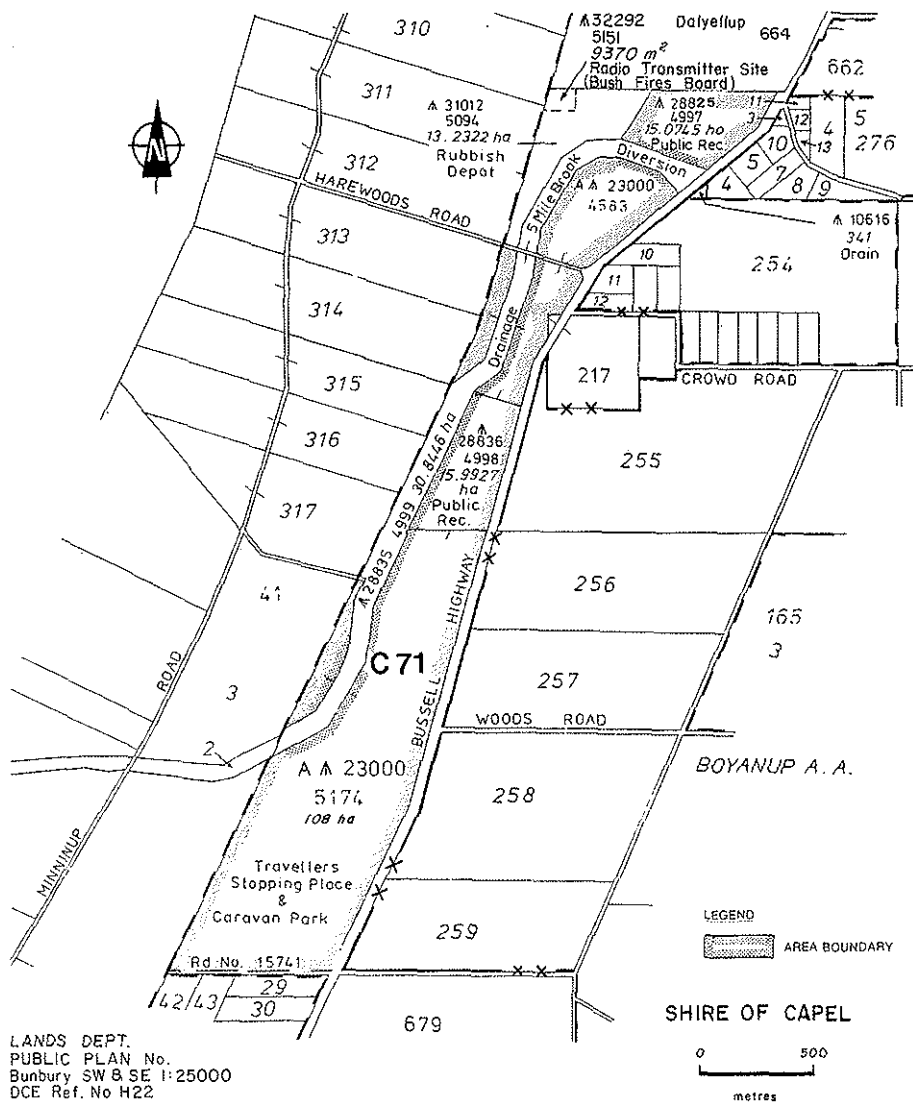 310
⩚ 32292
5151
9370 m²
Dalyellup
664
Radio Transmitter Site
(Bush Fires Board)
662
311
⩚ 31012
5094
13.2322 ha
Rubbish
Depot
⩚ 28825
4997
15.0745 ha
Public Rec.
11
3
12
4
5
276
10
13
5
7
8
9
4
N
312
HAREWOODS ROAD
5 Mile Brook
Diversion
A ⩚ 23000
4583
⩚ 10616
341
Drain
313
10
254
11
12
314
Drainage
217
CROWD ROAD
315
316
⩚
28836
4998
15.9927
ha
Public
Rec.
255
317
⩚ 28835 4999 30.8446 ha
HIGHWAY
256
41
165
3
C 71
257
ROAD
3
BUSSELL
WOODS ROAD
2
A ⩚ 23000
5174
108 ha
BOYANUP A.A.
258
MINNINUP
Travellers
Stopping Place
&
Caravan Park
LEGEND
AREA BOUNDARY
259
Rd. No. 15741
42
43
29
30
679
SHIRE OF CAPEL
LANDS DEPT.
PUBLIC PLAN No.
Bunbury SW & SE 1:25000
DCE Ref. No H22
0 500
metres